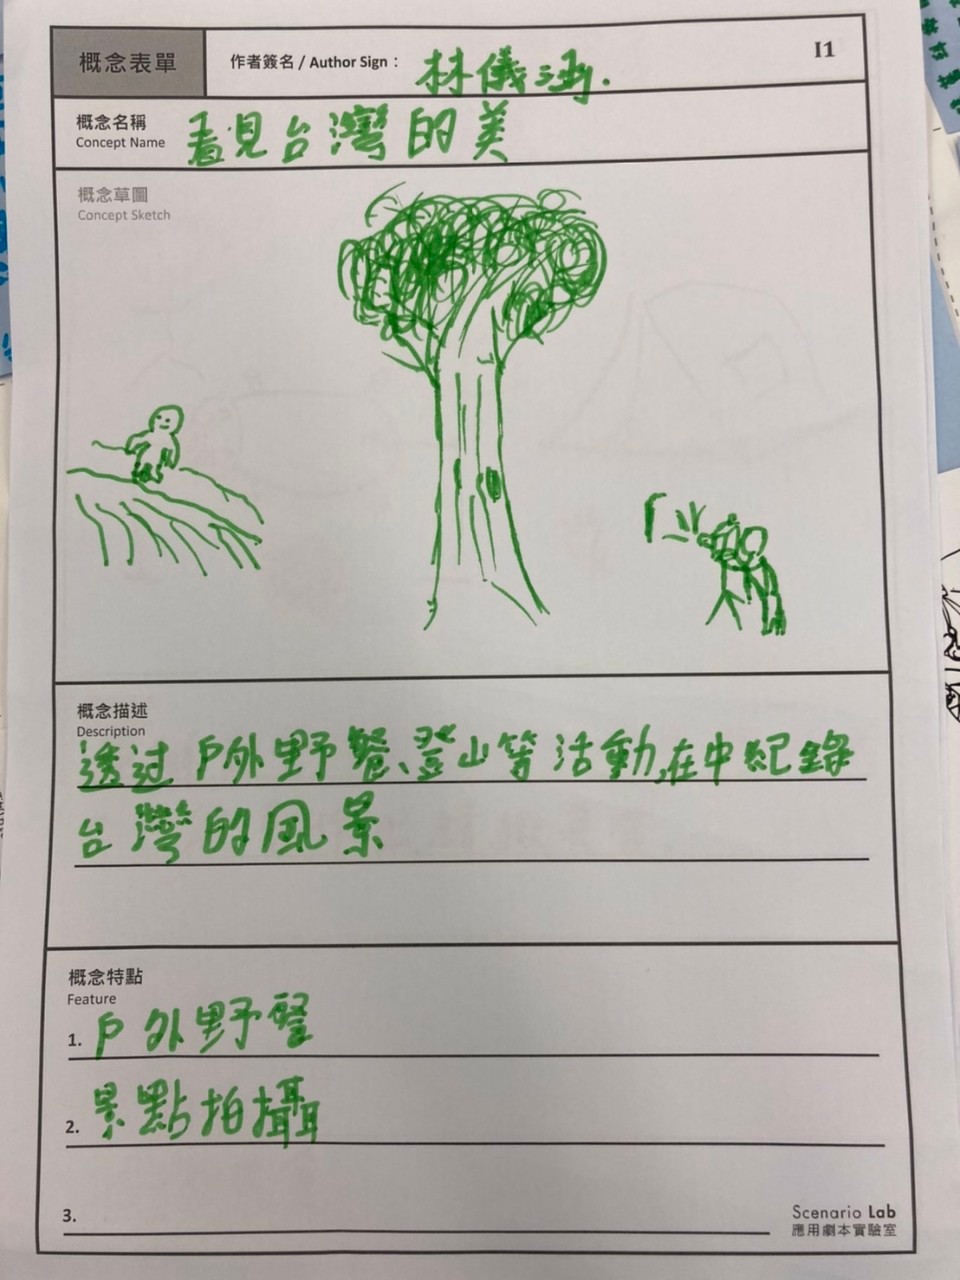 概念表單
作者簽名 / Author Sign : 林儀涵.
I1
概念名稱
Concept Name
看見台灣的美
概念草圖
Concept Sketch
概念描述
Description
透过戶外野餐、登山等活動,在中紀錄
台灣的風景
概念特點
Feature
1. 戶外野餐
2. 景點拍攝
3.
Scenario Lab
應用劇本實驗室